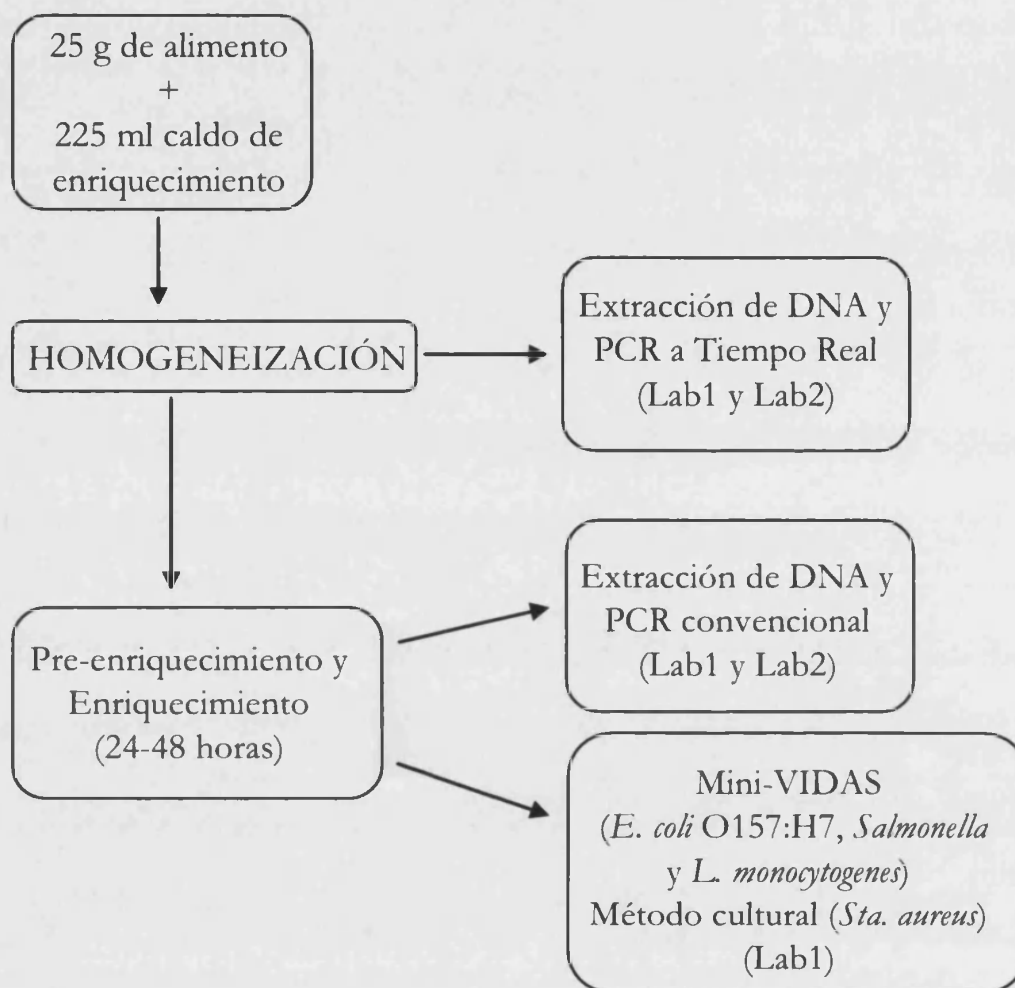 25 g de alimento
+
225 ml caldo de
enriquecimiento
HOMOGENEIZACIÓN
Extracción de DNA y
PCR a Tiempo Real
(Lab1 y Lab2)
Pre-enriquecimiento y
Enriquecimiento
(24-48 horas)
Extracción de DNA y
PCR convencional
(Lab1 y Lab2)
Mini-VIDAS
(E. coli O157:H7, Salmonella
y L. monocytogenes)
Método cultural (Sta. aureus)
(Lab1)